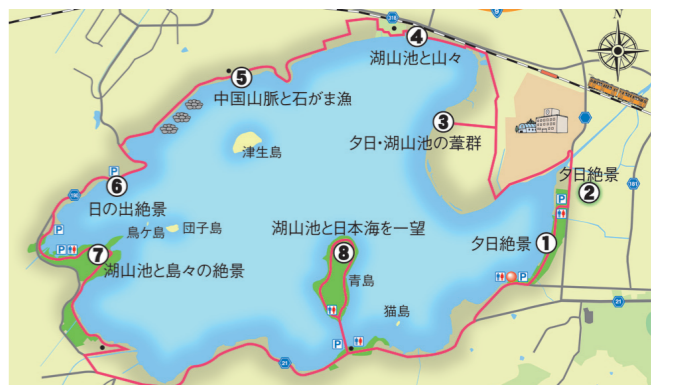 N
318
④
湖山池と山々
⑤
中国山脈と石がま漁
③
夕日・湖山池の葦群
津生島
夕日絶景
②
181
P
⑥
日の出絶景
鳥ケ島
団子島
湖山池と日本海を一望
⑧
青島
夕日絶景
①
P
P
P
⑦
湖山池と島々の絶景
猫島
P
21
P
21